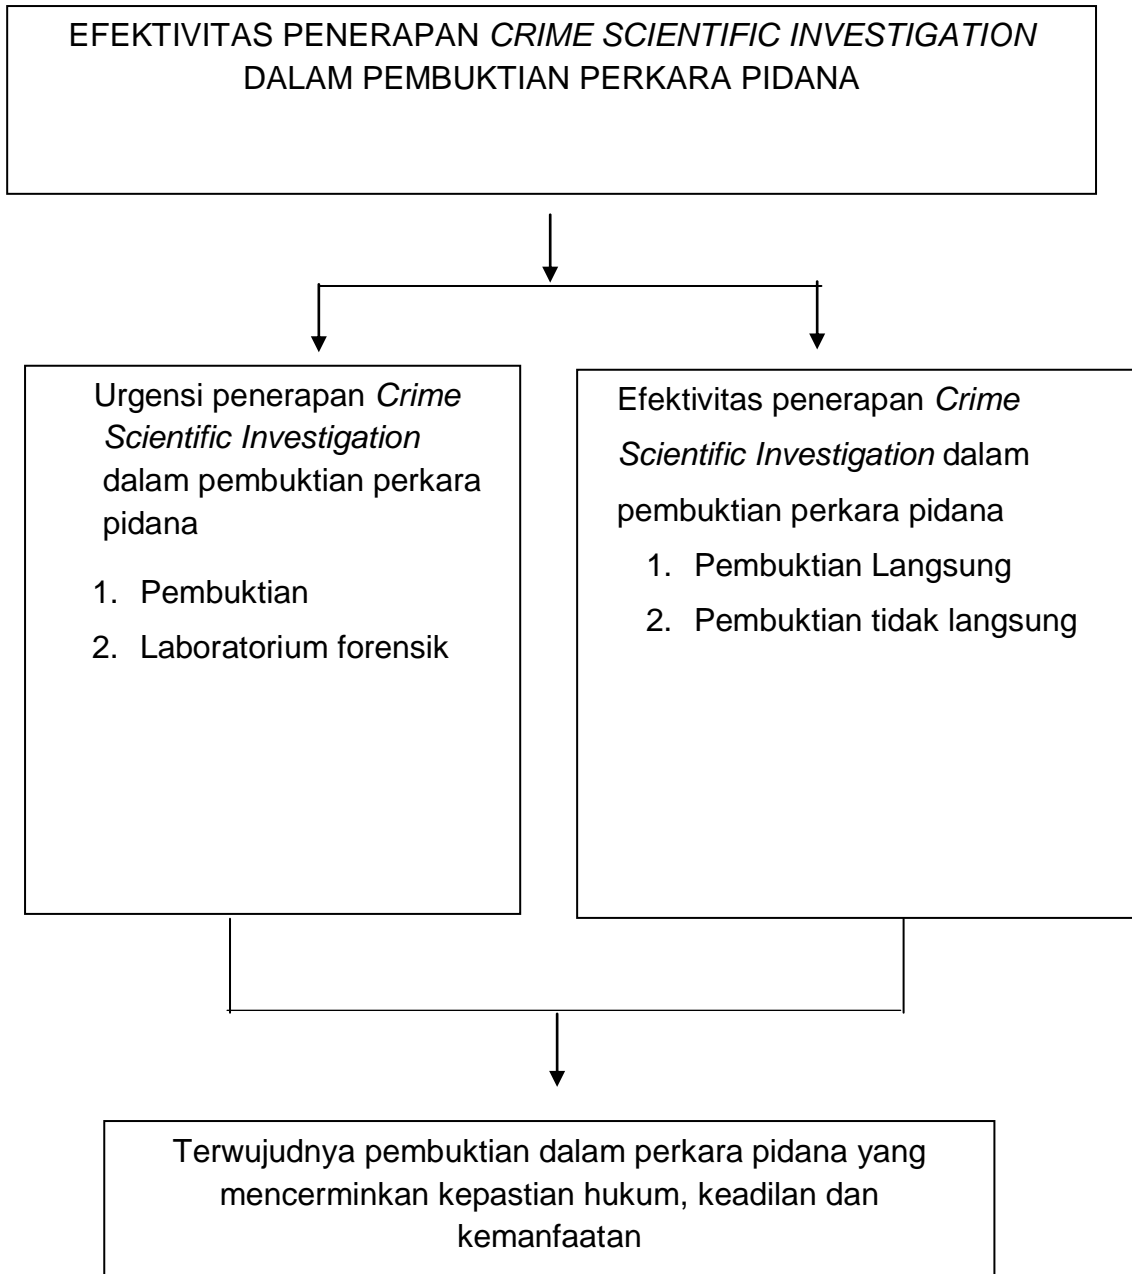 EFEKTIVITAS PENERAPAN CRIME SCIENTIFIC INVESTIGATION
DALAM PEMBUKTIAN PERKARA PIDANA
Urgensi penerapan Crime
Scientific Investigation
dalam pembuktian perkara
pidana
1. Pembuktian
2. Laboratorium forensik
Efektivitas penerapan Crime
Scientific Investigation dalam
pembuktian perkara pidana
1. Pembuktian Langsung
2. Pembuktian tidak langsung
Terwujudnya pembuktian dalam perkara pidana yang
mencerminkan kepastian hukum, keadilan dan
kemanfaatan